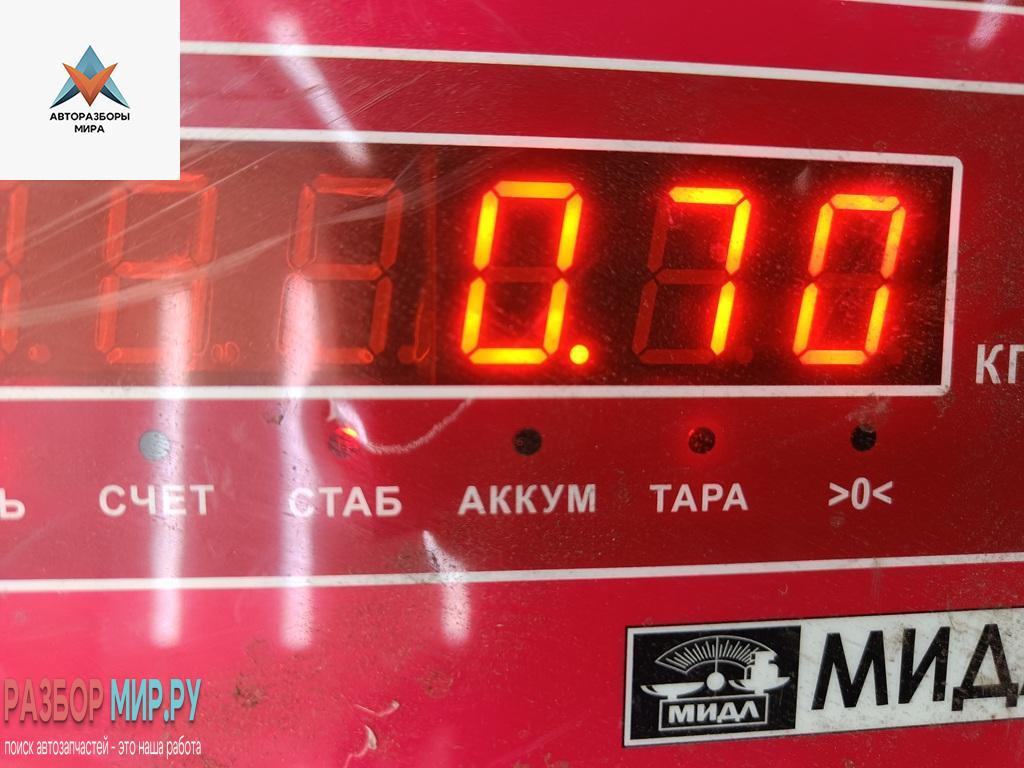 АВТОРАЗБОРЫ
МИРА
0.70
КГ
Ь СЧЕТ СТАБ АККУМ ТАРА >0<
МИДЛ
МИДЛ
РАЗБОР МИР.РУ
поиск автозапчастей - это наша работа